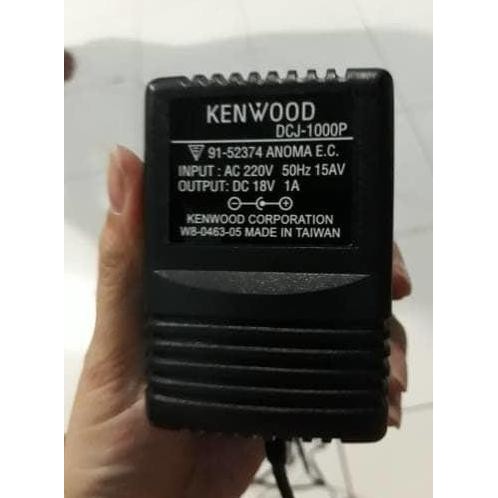 KENWOOD
DCJ-1000P
91-52374 ANOMA E.C.
INPUT : AC 220V 50Hz 15AV
OUTPUT: DC 18V 1A
KENWOOD CORPORATION
W8-0463-05 MADE IN TAIWAN